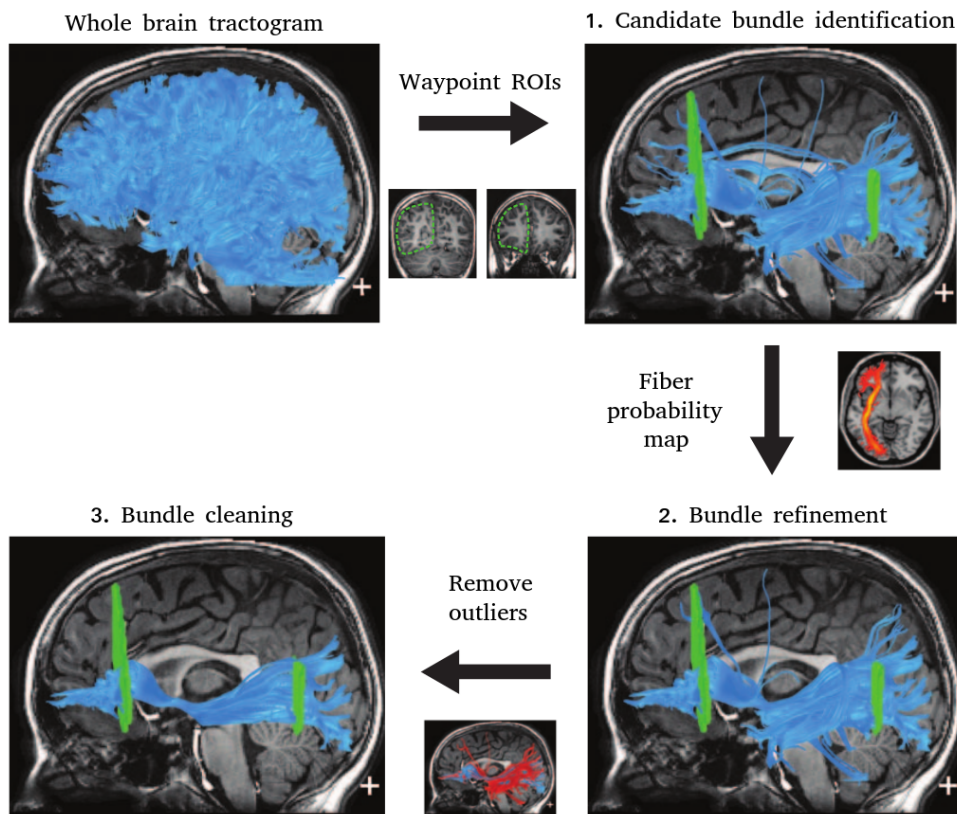 Whole brain tractogram
Waypoint ROIs
1. Candidate bundle identification
Fiber
probability
map
2. Bundle refinement
Remove
outliers
3. Bundle cleaning